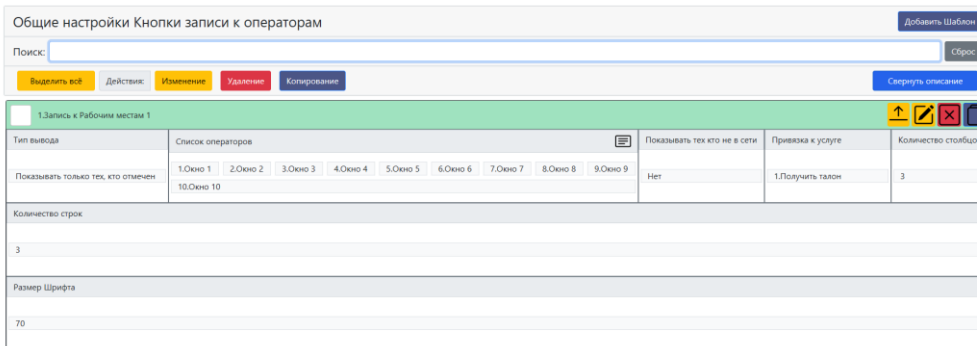 Общие настройки Кнопки записи к операторам
Добавить Шаблон
Поиск:
Сброс
Выделить всё Действия: Изменение Удаление Копирование Свернуть описание
1.Запись к Рабочим местам 1
Тип вывода Список операторов Показывать тех кто не в сети Привязка к услуге Количество столбцо
Показывать только тех, кто отмечен
1.Окно 1 2.Окно 2 3.Окно 3 4.Окно 4 5.Окно 5 6.Окно 6 7.Окно 7 8.Окно 8 9.Окно 9
10.Окно 10
Нет
1.Получить талон
3
Количество строк
3
Размер Шрифта
70